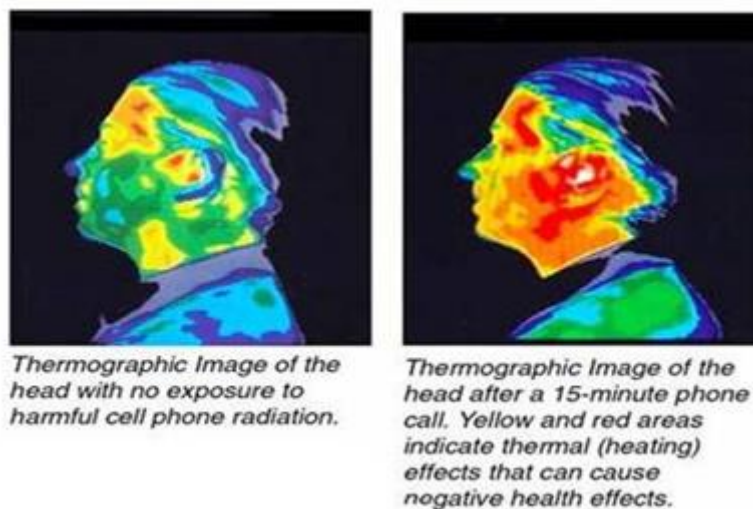 Thermographic Image of the
head with no exposure to
harmful cell phone radiation.
Thermographic Image of the
head after a 15-minute phone
call. Yellow and red areas
indicate thermal (heating)
effects that can cause
negative health effects.